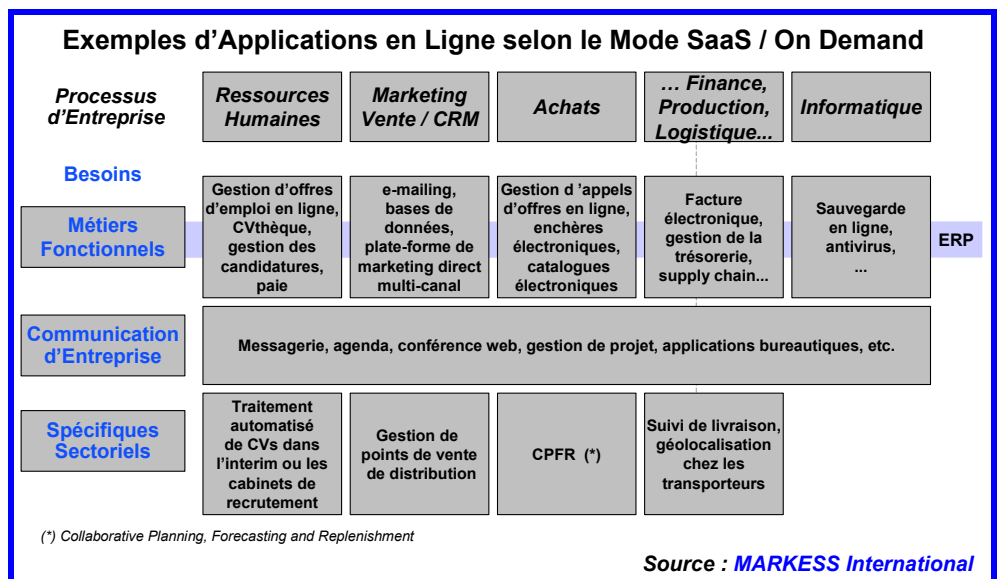 Exemples d'Applications en Ligne selon le Mode SaaS / On Demand
Processus
d'Entreprise
Ressources
Humaines
Marketing
Vente / CRM
Achats
… Finance,
Production,
Logistique...
Informatique
Besoins
Métiers
Fonctionnels
Gestion d'offres
d'emploi en ligne,
CVthèque,
gestion des
candidatures,
paie
e-mailing,
bases de
données,
plate-forme de
marketing direct
multi-canal
Gestion d 'appels
d'offres en ligne,
enchères
électroniques,
catalogues
électroniques
Facture
électronique,
gestion de la
trésorerie,
supply chain...
Sauvegarde
en ligne,
antivirus,
...
ERP
Communication
d'Entreprise
Messagerie, agenda, conférence web, gestion de projet, applications bureautiques, etc.
Spécifiques
Sectoriels
Traitement
automatisé
de CVs dans
l'interim ou les
cabinets de
recrutement
Gestion de
points de vente
de distribution
CPFR (*)
Suivi de livraison,
géolocalisation
chez les
transporteurs
(*) Collaborative Planning, Forecasting and Replenishment
Source : MARKESS International